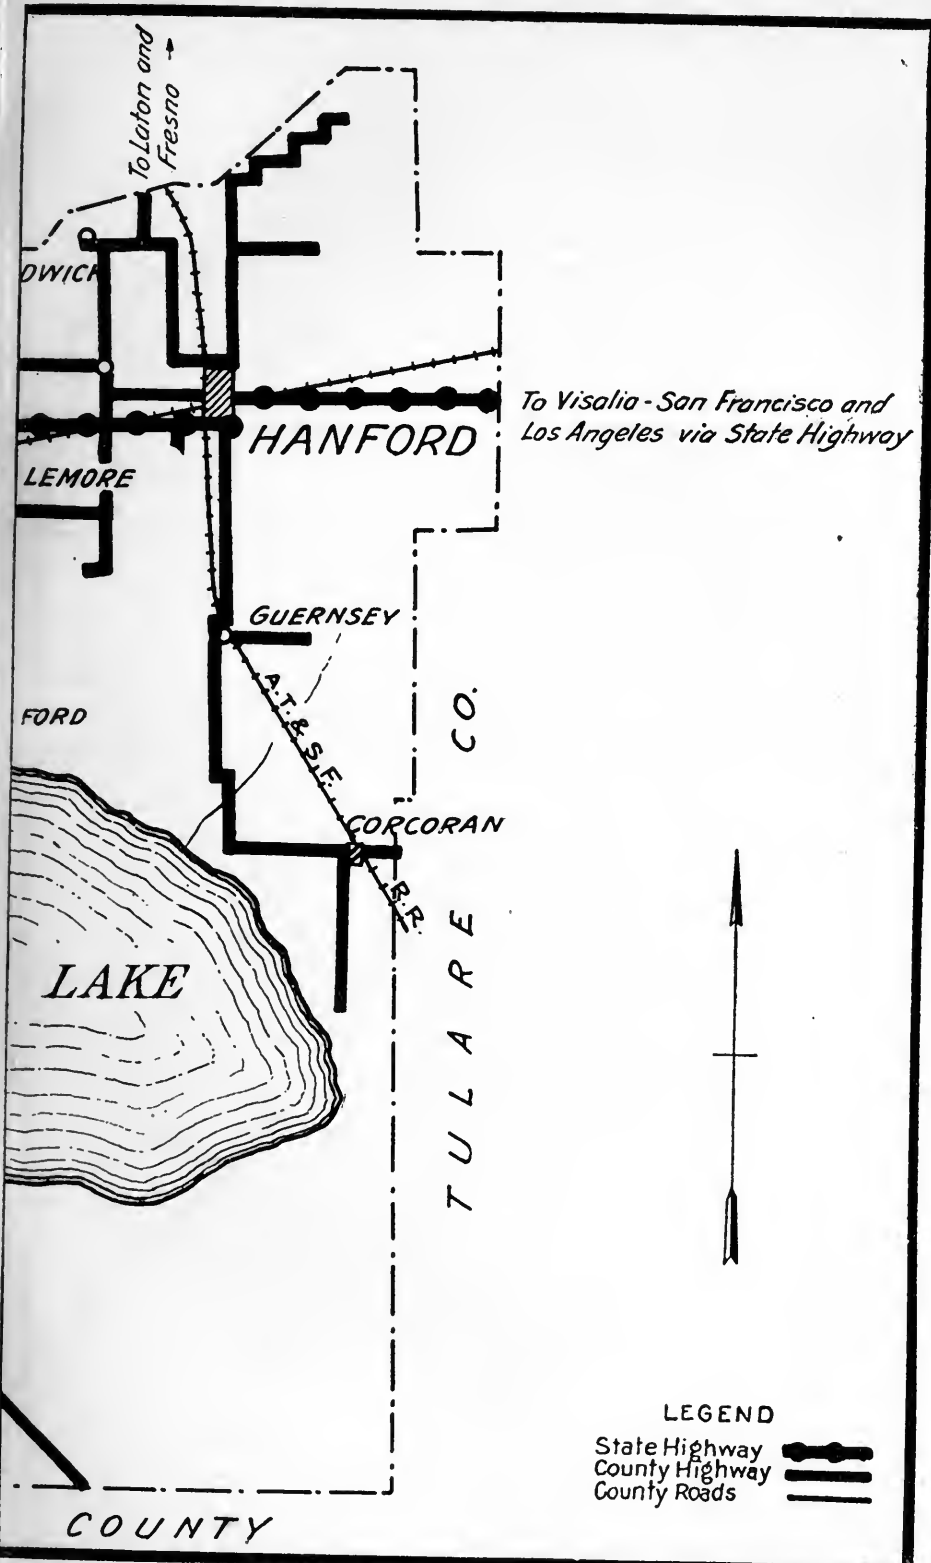 To Laton and
Fresno
DWICK
To Visalia-San Francisco and
Los Angeles via State Highway
HANFORD
LEMORE
GUERNSEY
A.T.& S.F.
FORD
CO.
CORCORAN
R.R.
LAKE
TULARE
LEGEND
State Highway
County Highway
County Roads
COUNTY